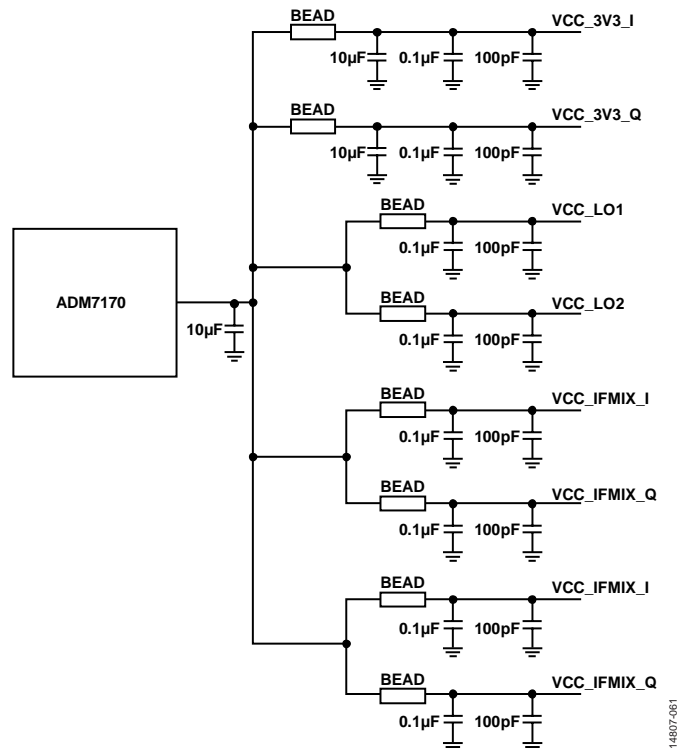 BEAD
VCC_3V3_I
10µF
0.1µF
100pF
BEAD
VCC_3V3_Q
10µF
0.1µF
100pF
BEAD
VCC_LO1
0.1µF
100pF
ADM7170
10µF
BEAD
VCC_LO2
0.1µF
100pF
BEAD
VCC_IFMIX_I
0.1µF
100pF
BEAD
VCC_IFMIX_Q
0.1µF
100pF
BEAD
VCC_IFMIX_I
0.1µF
100pF
BEAD
VCC_IFMIX_Q
0.1µF
100pF
14807-061